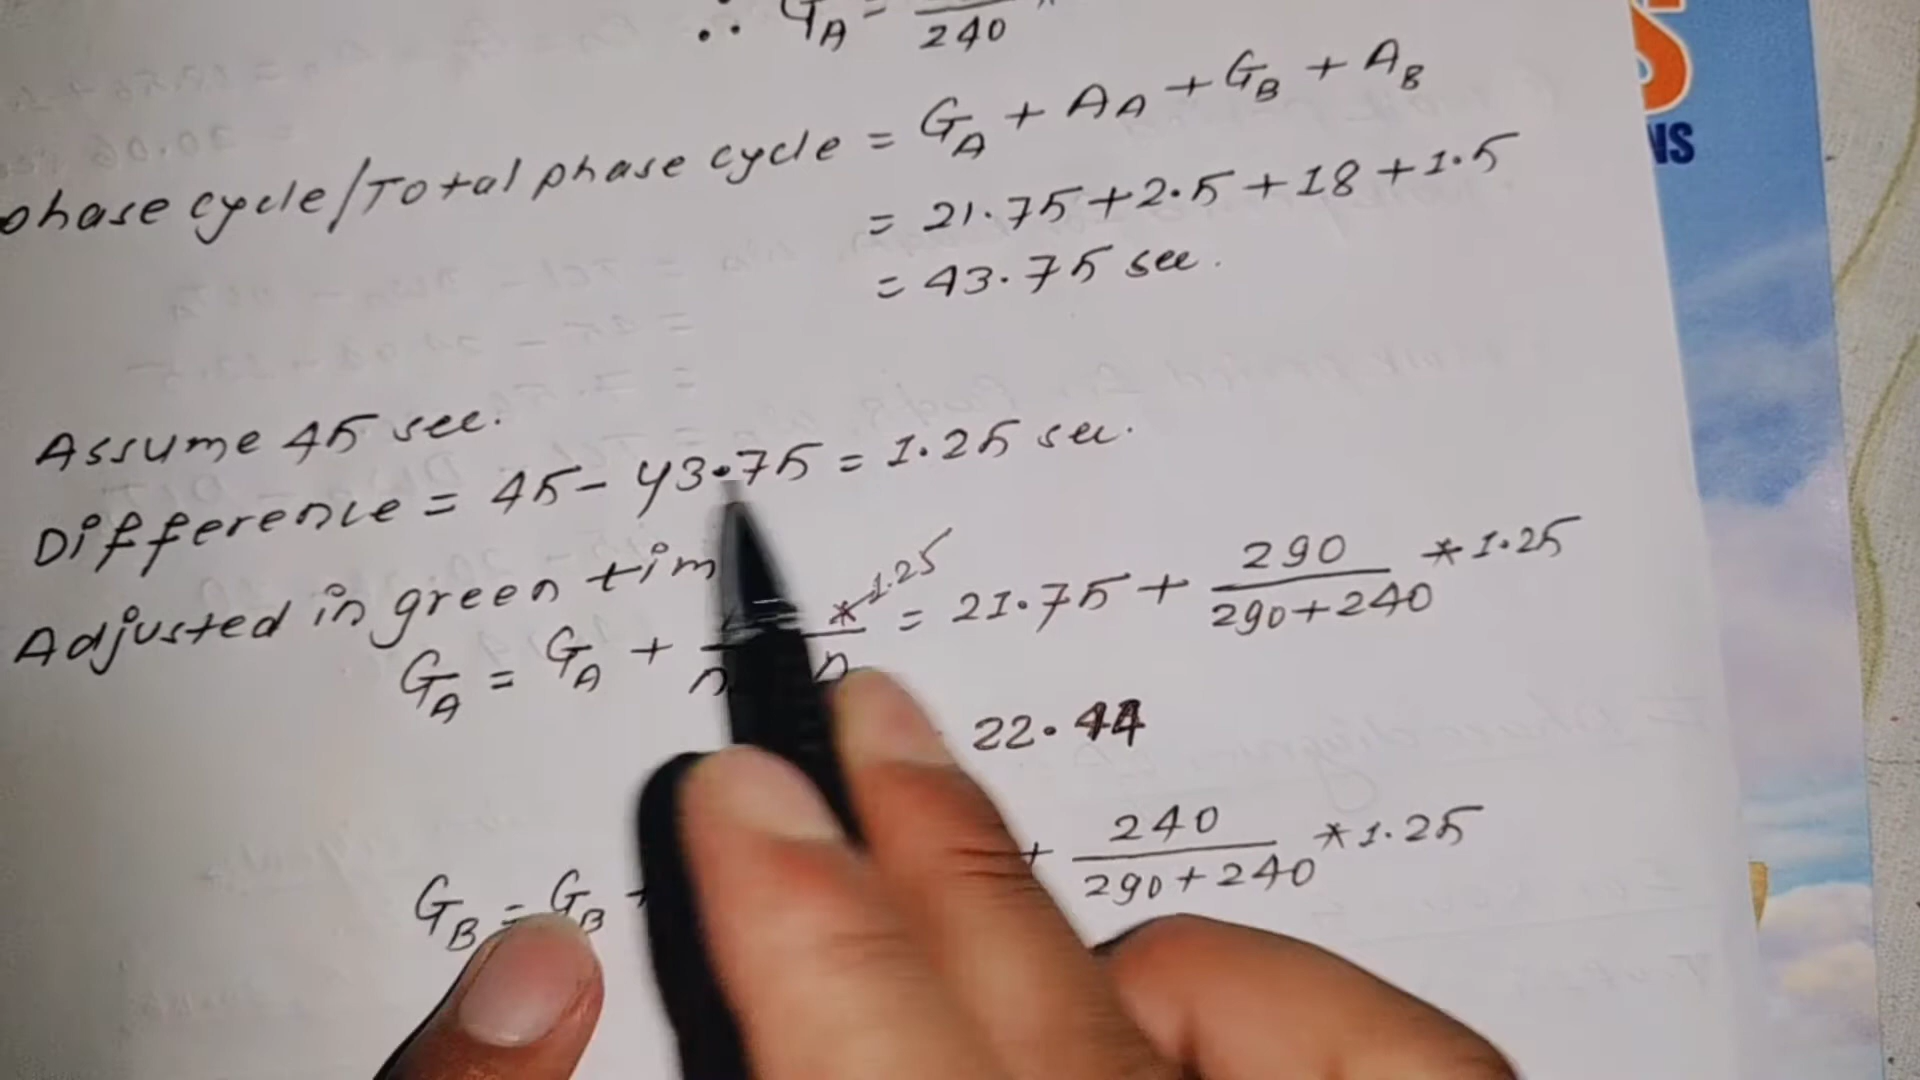 ∴ G_A = /240 *
phase cycle/Total phase cycle = G_A + A_A + G_B + A_B
= 21.75 + 2.5 + 18 + 1.5
= 43.75 sec.
Assume 45 sec.
Difference = 45 - 43.75 = 1.25 sec.
Adjusted in green tim
G_A = G_A + * 1.25 = 21.75 + 290/(290+240) * 1.25
22.44
G_B = G_B + + 240/(290+240) * 1.25
S
NS